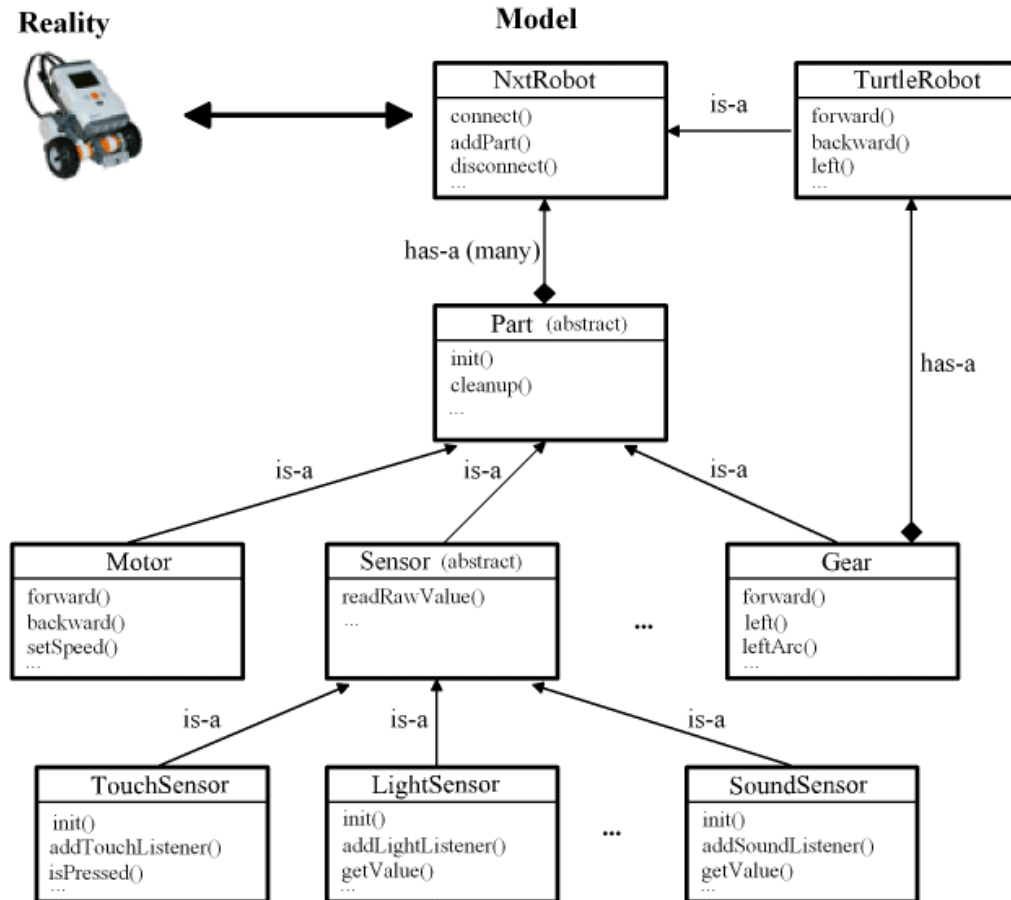 Reality
Model
NxtRobot
connect()
addPart()
disconnect()
...
is-a
TurtleRobot
forward()
backward()
left()
...
has-a (many)
has-a
Part (abstract)
init()
cleanup()
...
is-a
is-a
is-a
Motor
forward()
backward()
setSpeed()
...
Sensor (abstract)
readRawValue()
...
...
Gear
forward()
left()
leftArc()
...
is-a
is-a
is-a
TouchSensor
init()
addTouchListener()
isPressed()
...
LightSensor
init()
addLightListener()
getValue()
...
...
SoundSensor
init()
addSoundListener()
getValue()
...